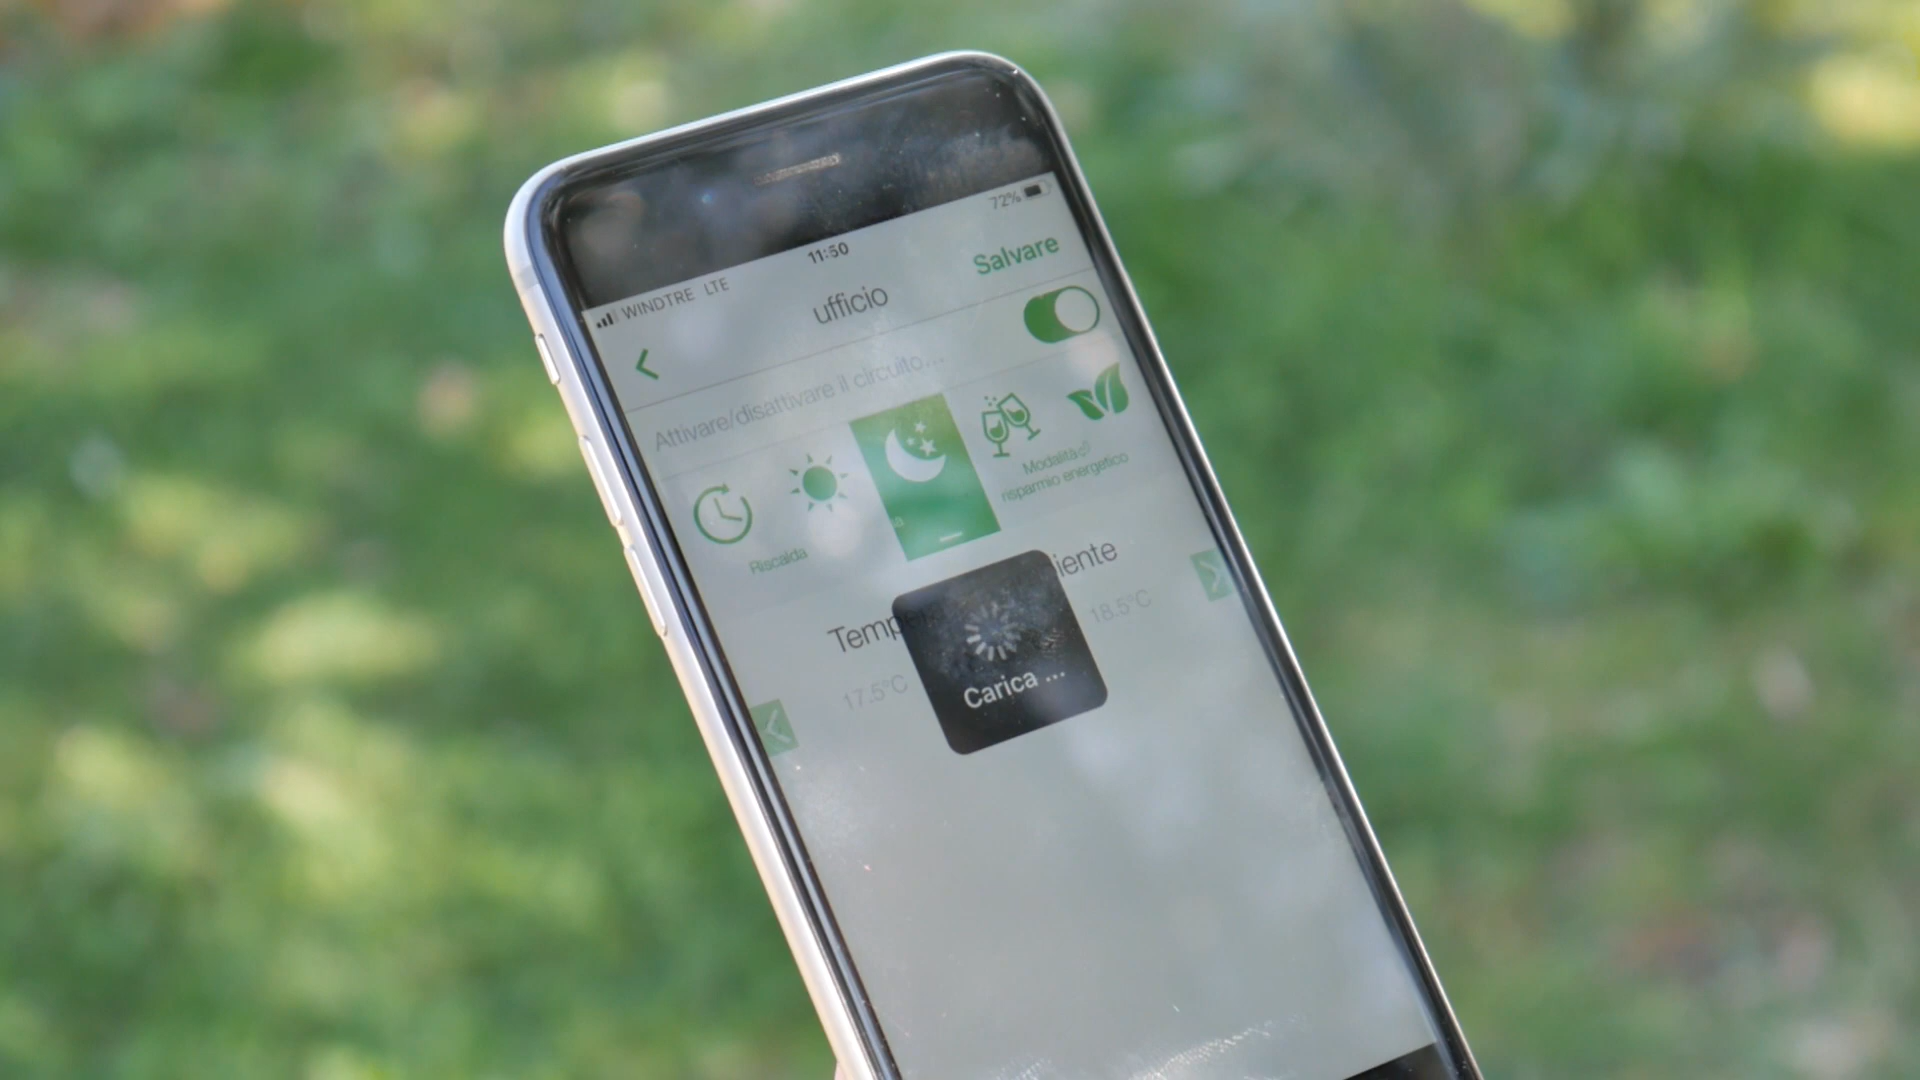 WINDTRE LTE 11:50 72%
ufficio Salvare
Attivare/disattivare il circuito...
Riscalda
Modalità
risparmio energetico
Temp iente
17.5°C 18.5°C
Carica ...